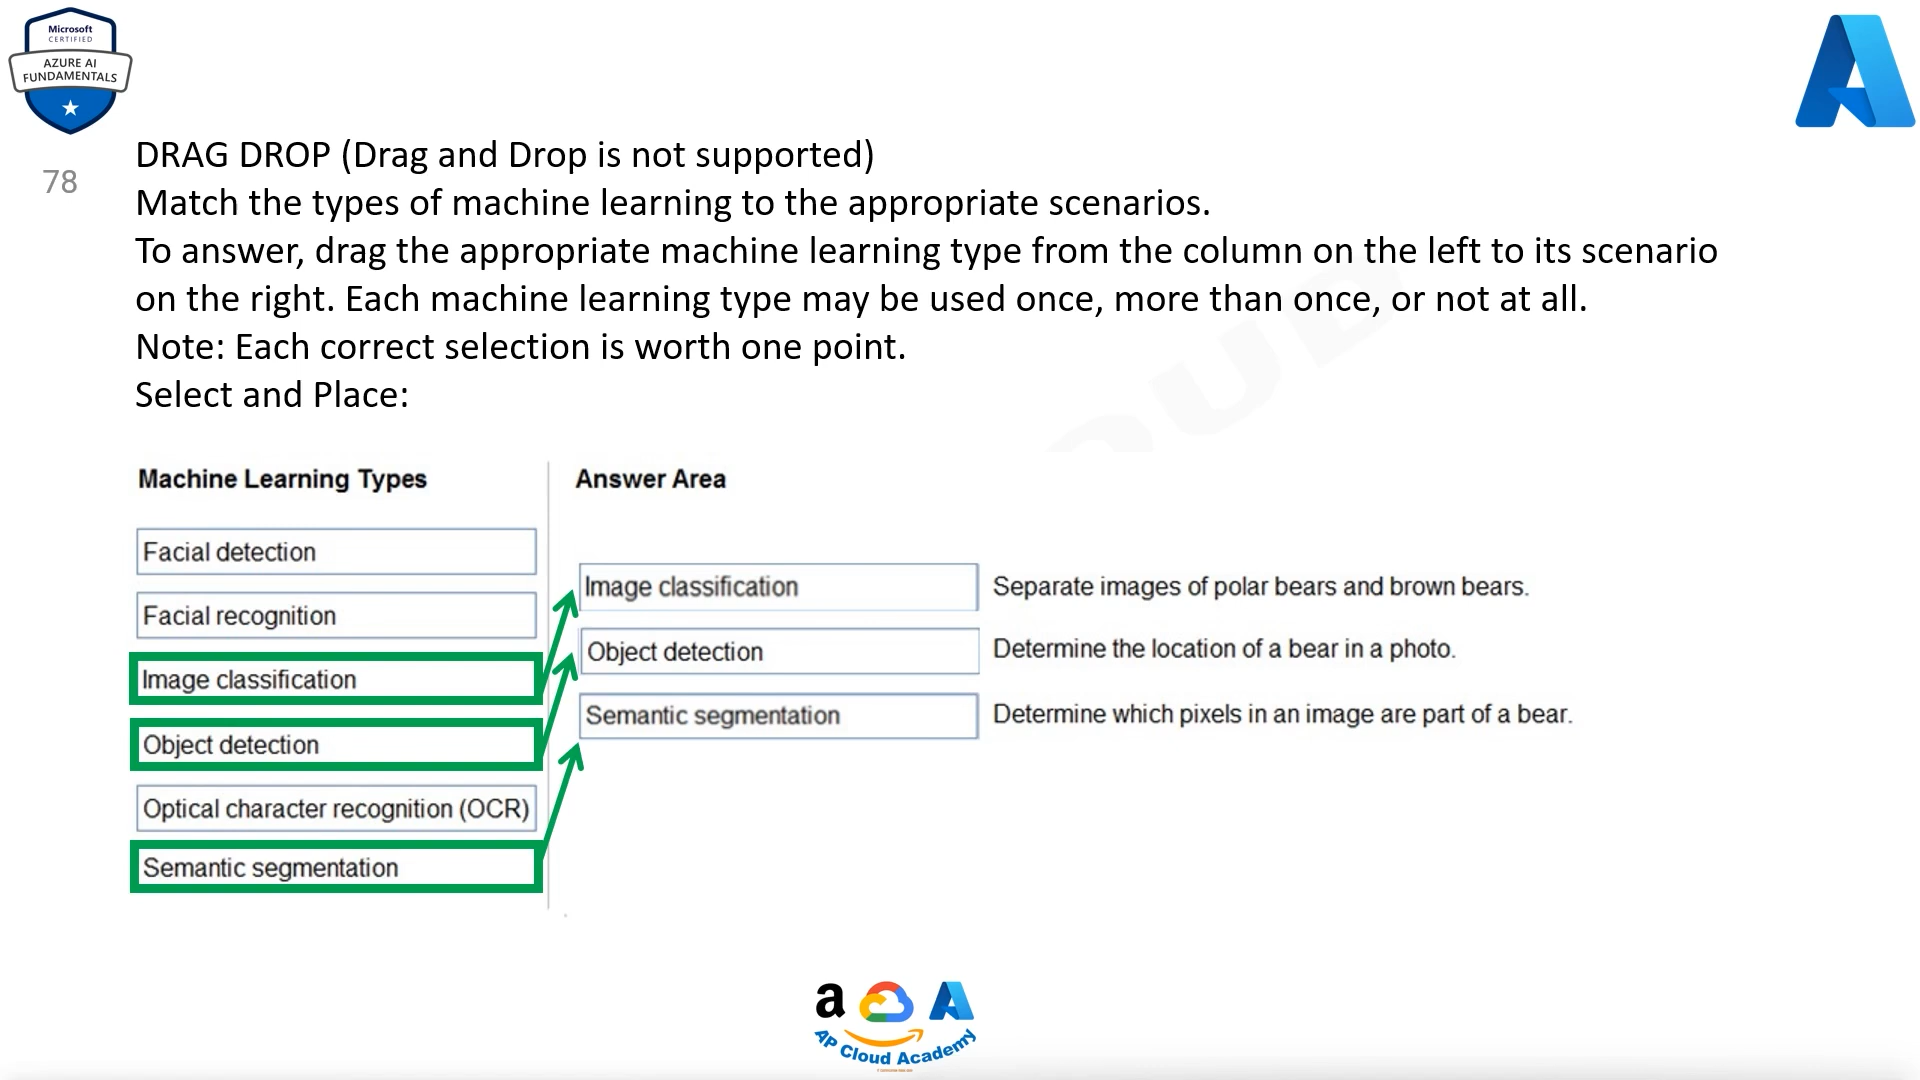 Microsoft
CERTIFIED
AZURE AI
FUNDAMENTALS
78
DRAG DROP (Drag and Drop is not supported)
Match the types of machine learning to the appropriate scenarios.
To answer, drag the appropriate machine learning type from the column on the left to its scenario
on the right. Each machine learning type may be used once, more than once, or not at all.
Note: Each correct selection is worth one point.
Select and Place:
Machine Learning Types
Facial detection
Facial recognition
Image classification
Object detection
Optical character recognition (OCR)
Semantic segmentation
Answer Area
Image classification Separate images of polar bears and brown bears.
Object detection Determine the location of a bear in a photo.
Semantic segmentation Determine which pixels in an image are part of a bear.
a
AP Cloud Academy